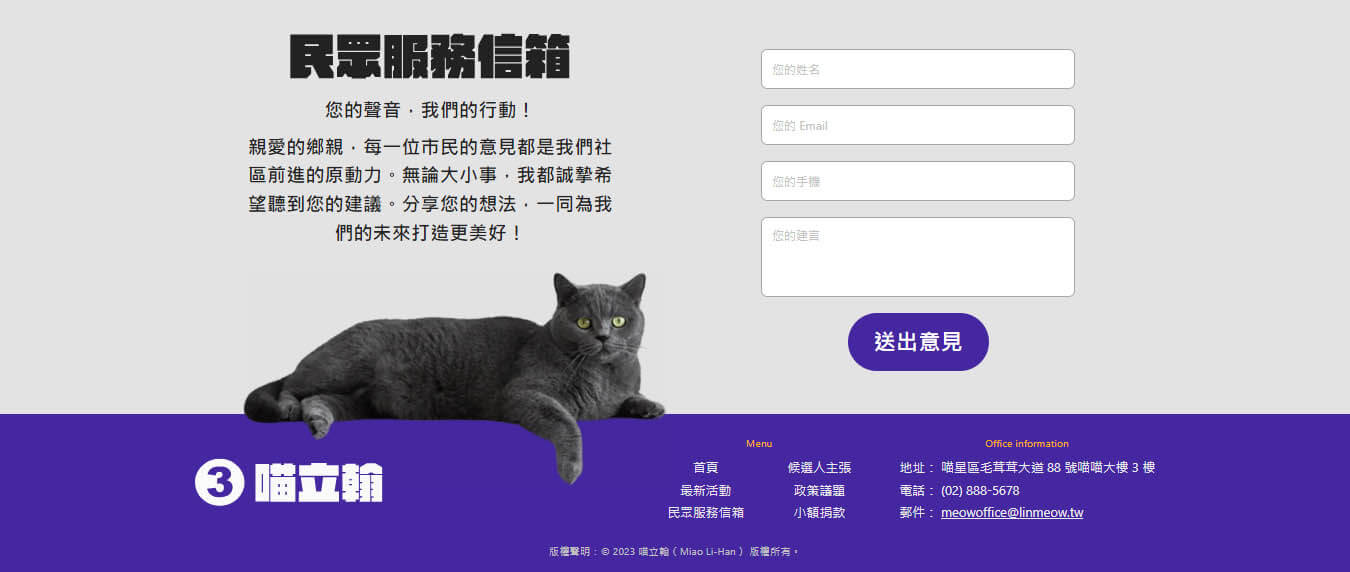 民眾服務信箱
您的聲音，我們的行動！
親愛的鄉親，每一位市民的意見都是我們社
區前進的原動力。無論大小事，我都誠摯希
望聽到您的建議。分享您的想法，一同為我
們的未來打造更美好！
您的姓名
您的 Email
您的手機
您的建言
送出意見
3 喵立翰
Menu
首頁
候選人主張
最新活動
政策議題
民眾服務信箱
小額捐款
Office information
地址： 喵星區毛茸茸大道 88 號喵喵大樓 3 樓
電話： (02) 888-5678
郵件： meowoffice@linmeow.tw
版權聲明：© 2023 喵立翰（Miao Li-Han） 版權所有。